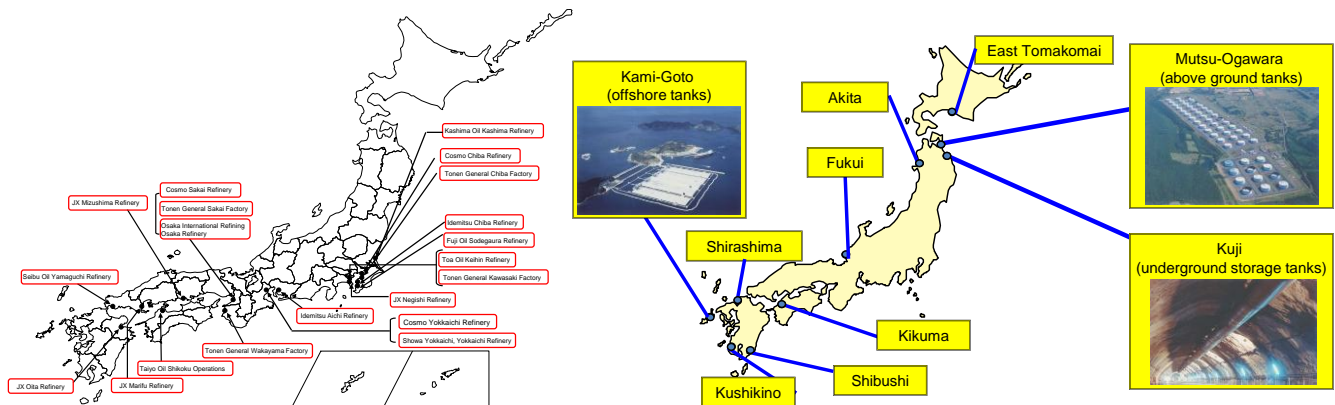 Kashima Oil Kashima Refinery
Cosmo Chiba Refinery
Tonen General Chiba Factory
Cosmo Sakai Refinery
JX Mizushima Refinery
Tonen General Sakai Factory
Osaka International Refining
Osaka Refinery
Idemitsu Chiba Refinery
Fuji Oil Sodegaura Refinery
Toa Oil Keihin Refinery
Tonen General Kawasaki Factory
Seibu Oil Yamaguchi Refinery
JX Negishi Refinery
Idemitsu Aichi Refinery
Cosmo Yokkaichi Refinery
Showa Yokkaichi, Yokkaichi Refinery
Tonen General Wakayama Factory
Taiyo Oil Shikoku Operations
JX Oita Refinery
JX Marifu Refinery
East Tomakomai
Kami-Goto
(offshore tanks)
Mutsu-Ogawara
(above ground tanks)
Akita
Fukui
Shirashima
Kuji
(underground storage tanks)
Kikuma
Shibushi
Kushikino